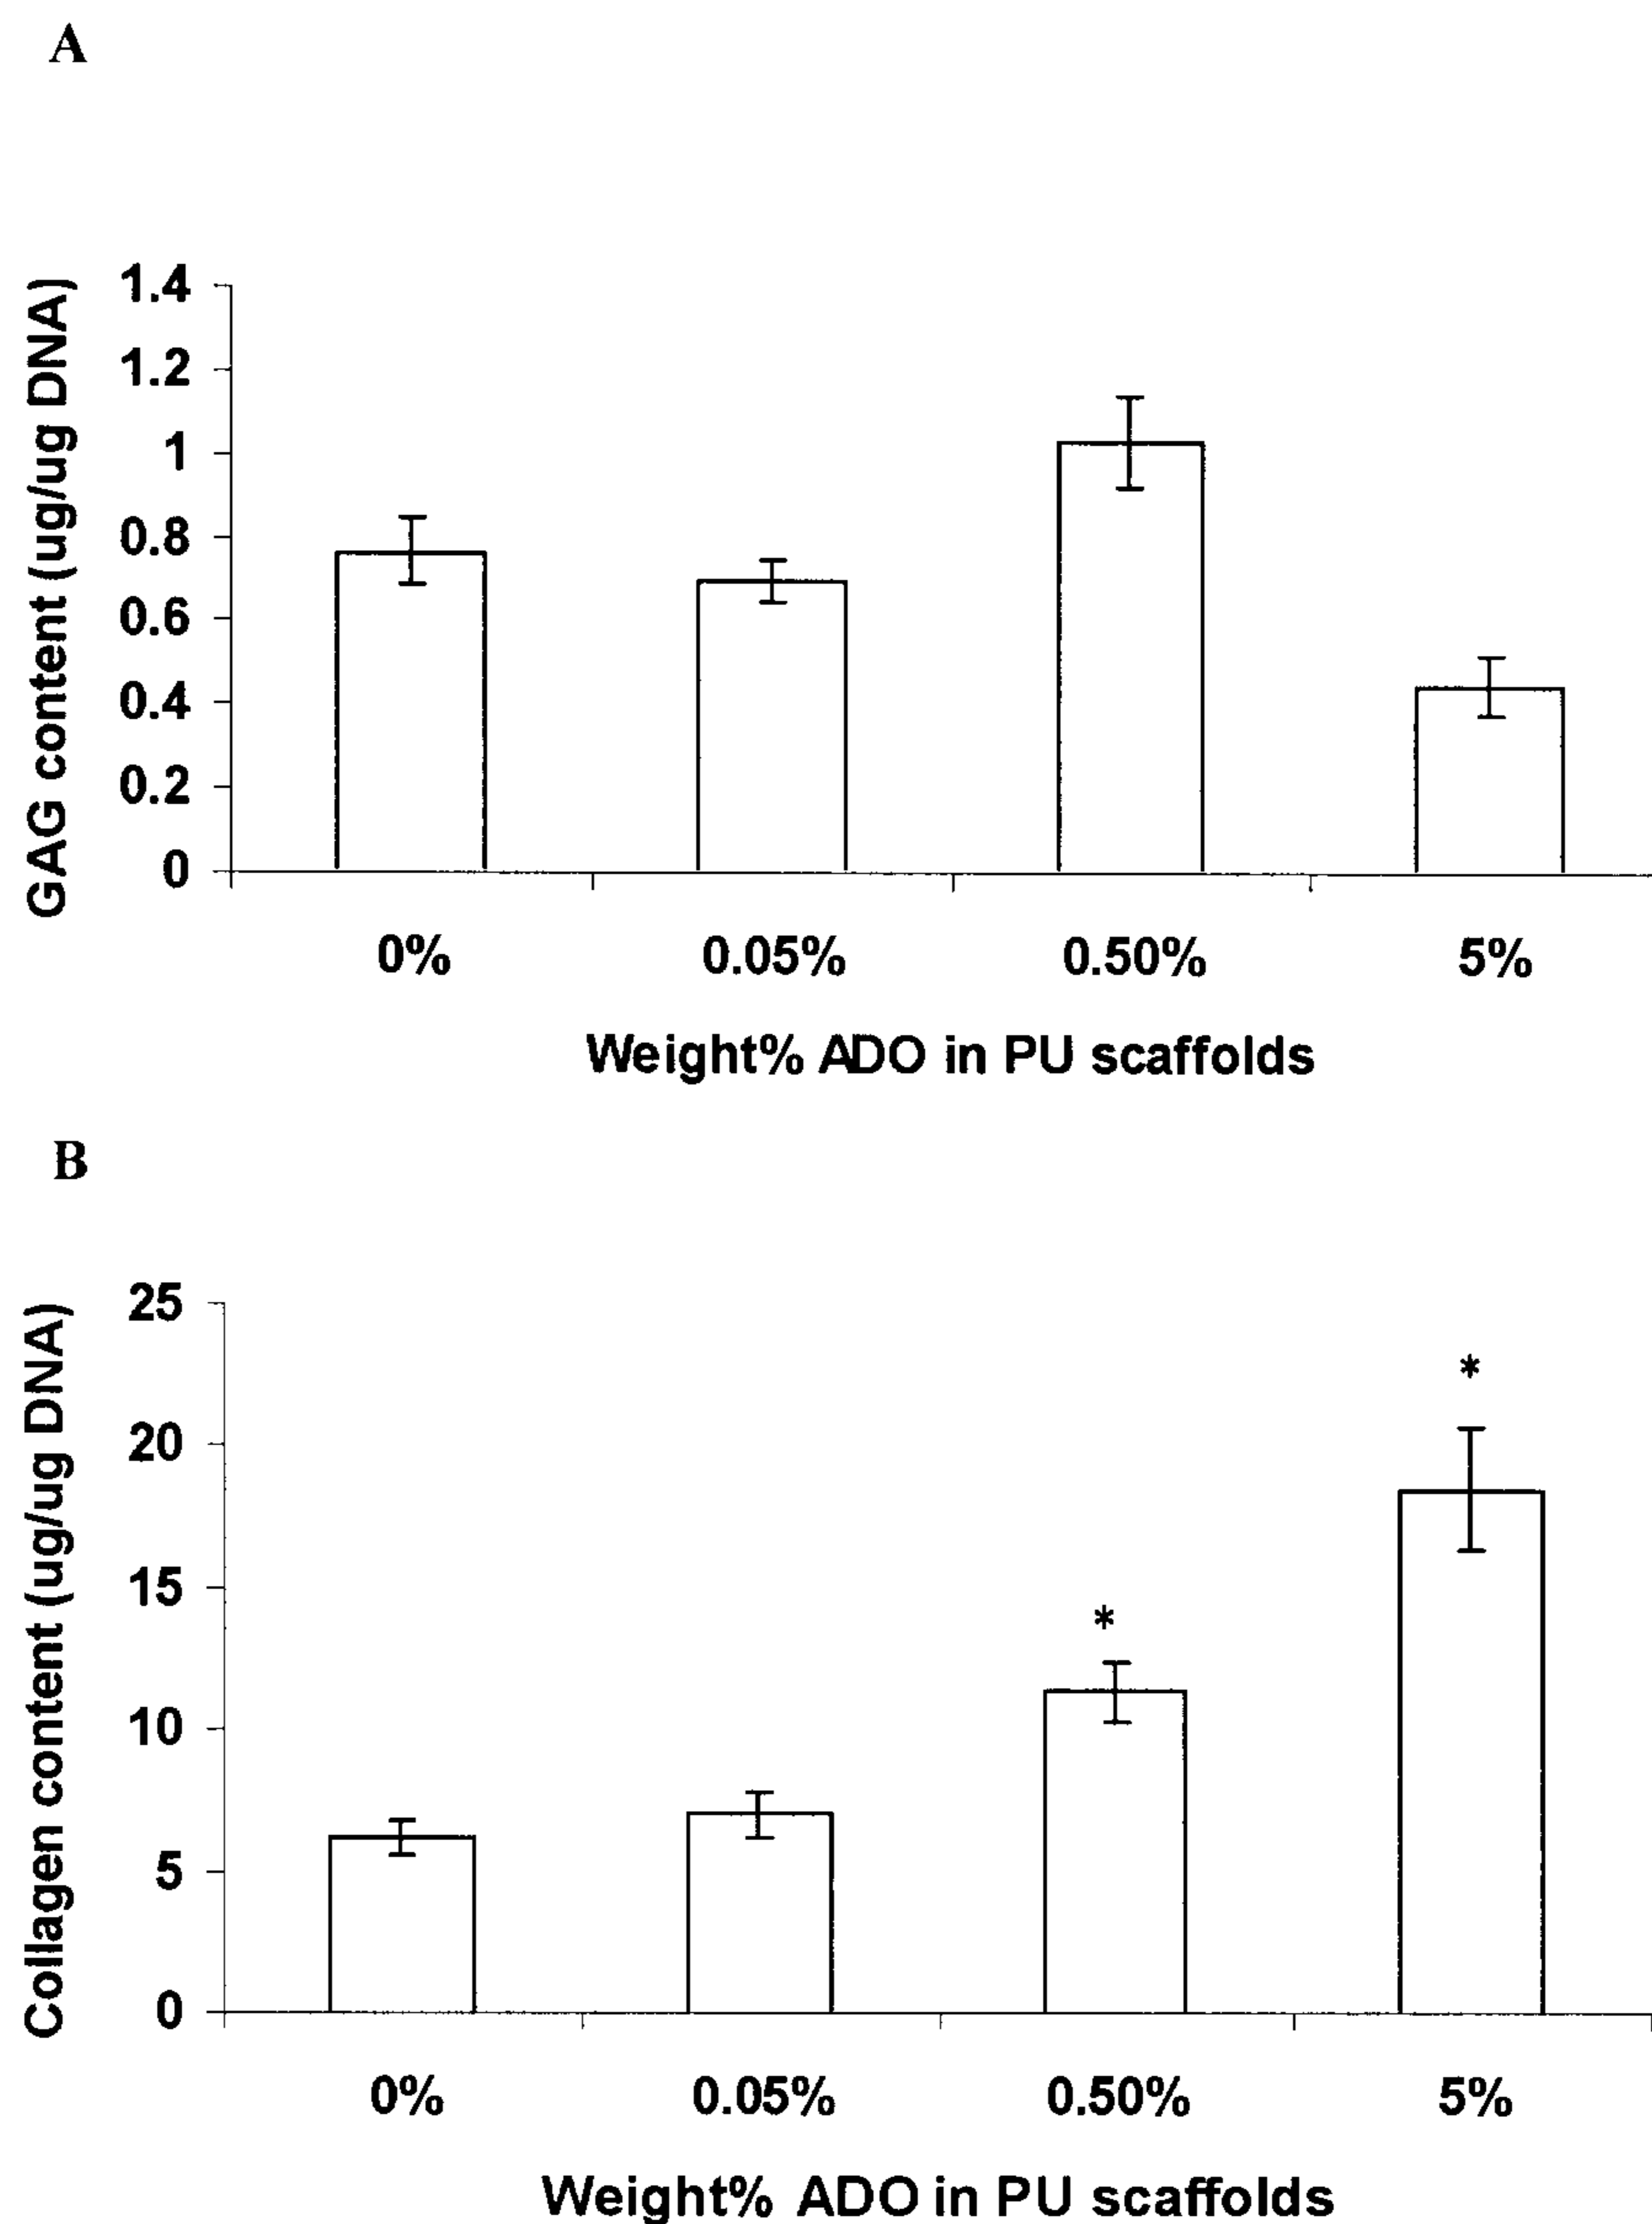 A
GAG content (ug/ug DNA)
1.4
1.2
1
0.8
0.6
0.4
0.2
0
0% 0.05% 0.50% 5%
Weight% ADO in PU scaffolds
B
Collagen content (ug/ug DNA)
25
20
15
10
5
0
*
*
0% 0.05% 0.50% 5%
Weight% ADO in PU scaffolds